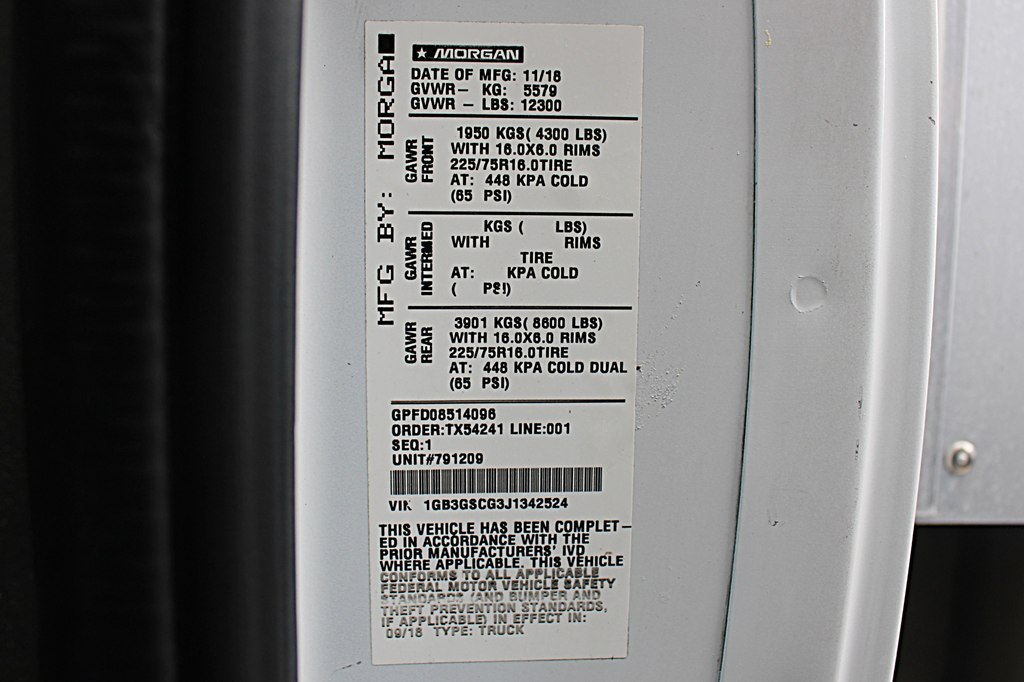 MFG BY: MORGA
★ MORGAN
DATE OF MFG: 11/18
GVWR– KG: 5579
GVWR – LBS: 12300
GAWR
FRONT
1950 KGS( 4300 LBS)
WITH 16.0X6.0 RIMS
225/75R16.0TIRE
AT: 448 KPA COLD
(65 PSI)
GAWR
INTERMED
KGS ( LBS)
WITH RIMS
TIRE
AT: KPA COLD
( PSI)
GAWR
REAR
3901 KGS( 8600 LBS)
WITH 16.0X6.0 RIMS
225/75R16.0TIRE
AT: 448 KPA COLD DUAL
(65 PSI)
GPFD08514096
ORDER:TX54241 LINE:001
SEQ:1
UNIT#791209
VIN 1GB3GSCG3J1342524
THIS VEHICLE HAS BEEN COMPLET–
ED IN ACCORDANCE WITH THE
PRIOR MANUFACTURERS' IVD
WHERE APPLICABLE. THIS VEHICLE
CONFORMS TO ALL APPLICABLE
FEDERAL MOTOR VEHICLE SAFETY
STANDARDS (AND BUMPER AND
THEFT PREVENTION STANDARDS,
IF APPLICABLE) IN EFFECT IN:
09/18 TYPE: TRUCK